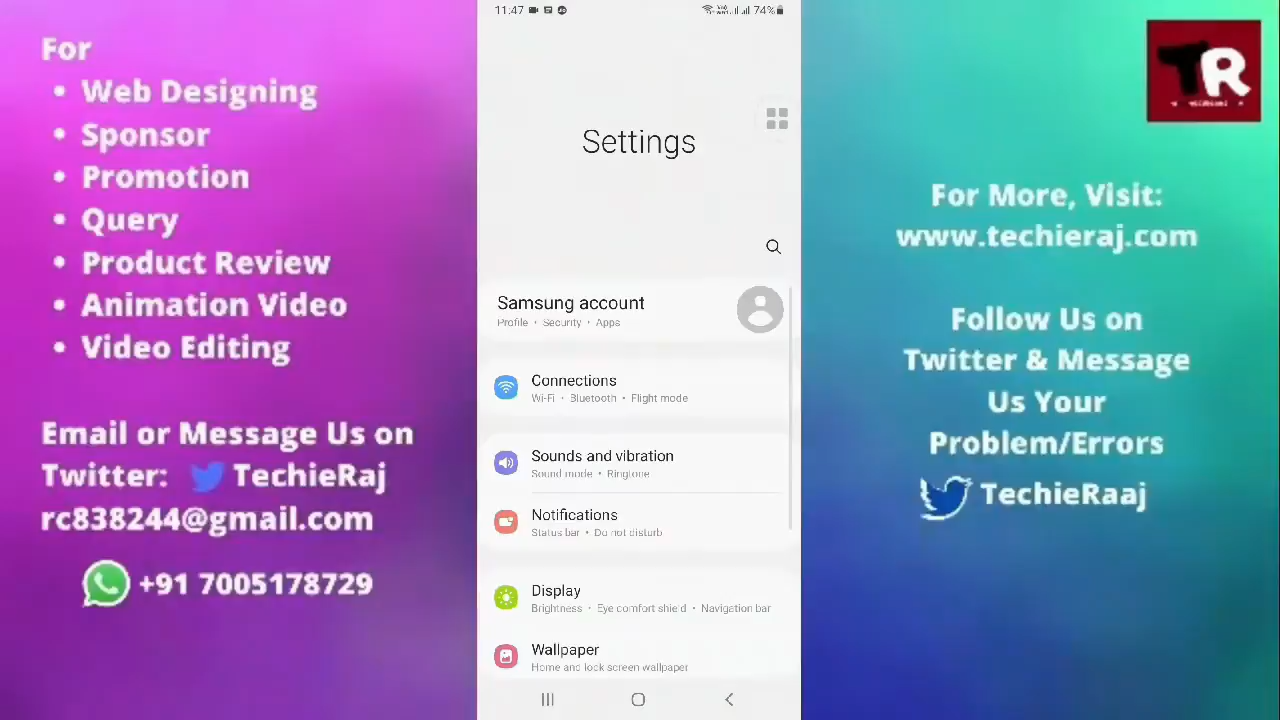 For
• Web Designing
• Sponsor
• Promotion
• Query
• Product Review
• Animation Video
• Video Editing
Email or Message Us on
Twitter: TechieRaj
rc838244@gmail.com
+91 7005178729
11:47
74%
Settings
Samsung account
Profile • Security • Apps
Connections
Wi-Fi • Bluetooth • Flight mode
Sounds and vibration
Sound mode • Ringtone
Notifications
Status bar • Do not disturb
Display
Brightness • Eye comfort shield • Navigation bar
Wallpaper
Home and lock screen wallpaper
TR
For More, Visit:
www.techieraj.com
Follow Us on
Twitter & Message
Us Your
Problem/Errors
TechieRaaj